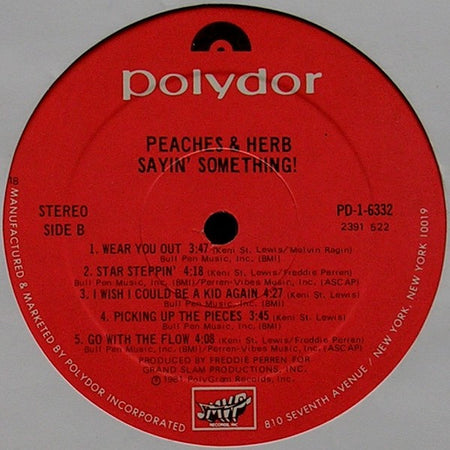 polydor
PEACHES & HERB
SAYIN' SOMETHING!
STEREO
SIDE B
PD-1-6332
2391 522
1. WEAR YOU OUT 3:47 (Keni St. Lewis/Melvin Ragin)
Bull Pen Music, Inc. (BMI)
2. STAR STEPPIN' 4:18 (Keni St. Lewis/Freddie Perren)
Bull Pen Music, Inc. (BMI)/Perren-Vibes Music, Inc. (ASCAP)
3. I WISH I COULD BE A KID AGAIN 4:27 (Keni St. Lewis)
Bull Pen Music, Inc. (BMI)
4. PICKING UP THE PIECES 3:45 (Keni St. Lewis)
Bull Pen Music, Inc. (BMI)
5. GO WITH THE FLOW 4:08 (Keni St. Lewis/Freddie Perren)
Bull Pen Music, Inc. (BMI)/Perren-Vibes Music, Inc. (ASCAP)
PRODUCED BY FREDDIE PERREN FOR
GRAND SLAM PRODUCTIONS, INC.
℗ 1981 PolyGram Records, Inc.
MVP
RECORDS, INC.
MANUFACTURED & MARKETED BY POLYDOR INCORPORATED 810 SEVENTH AVENUE / NEW YORK, NEW YORK 10019